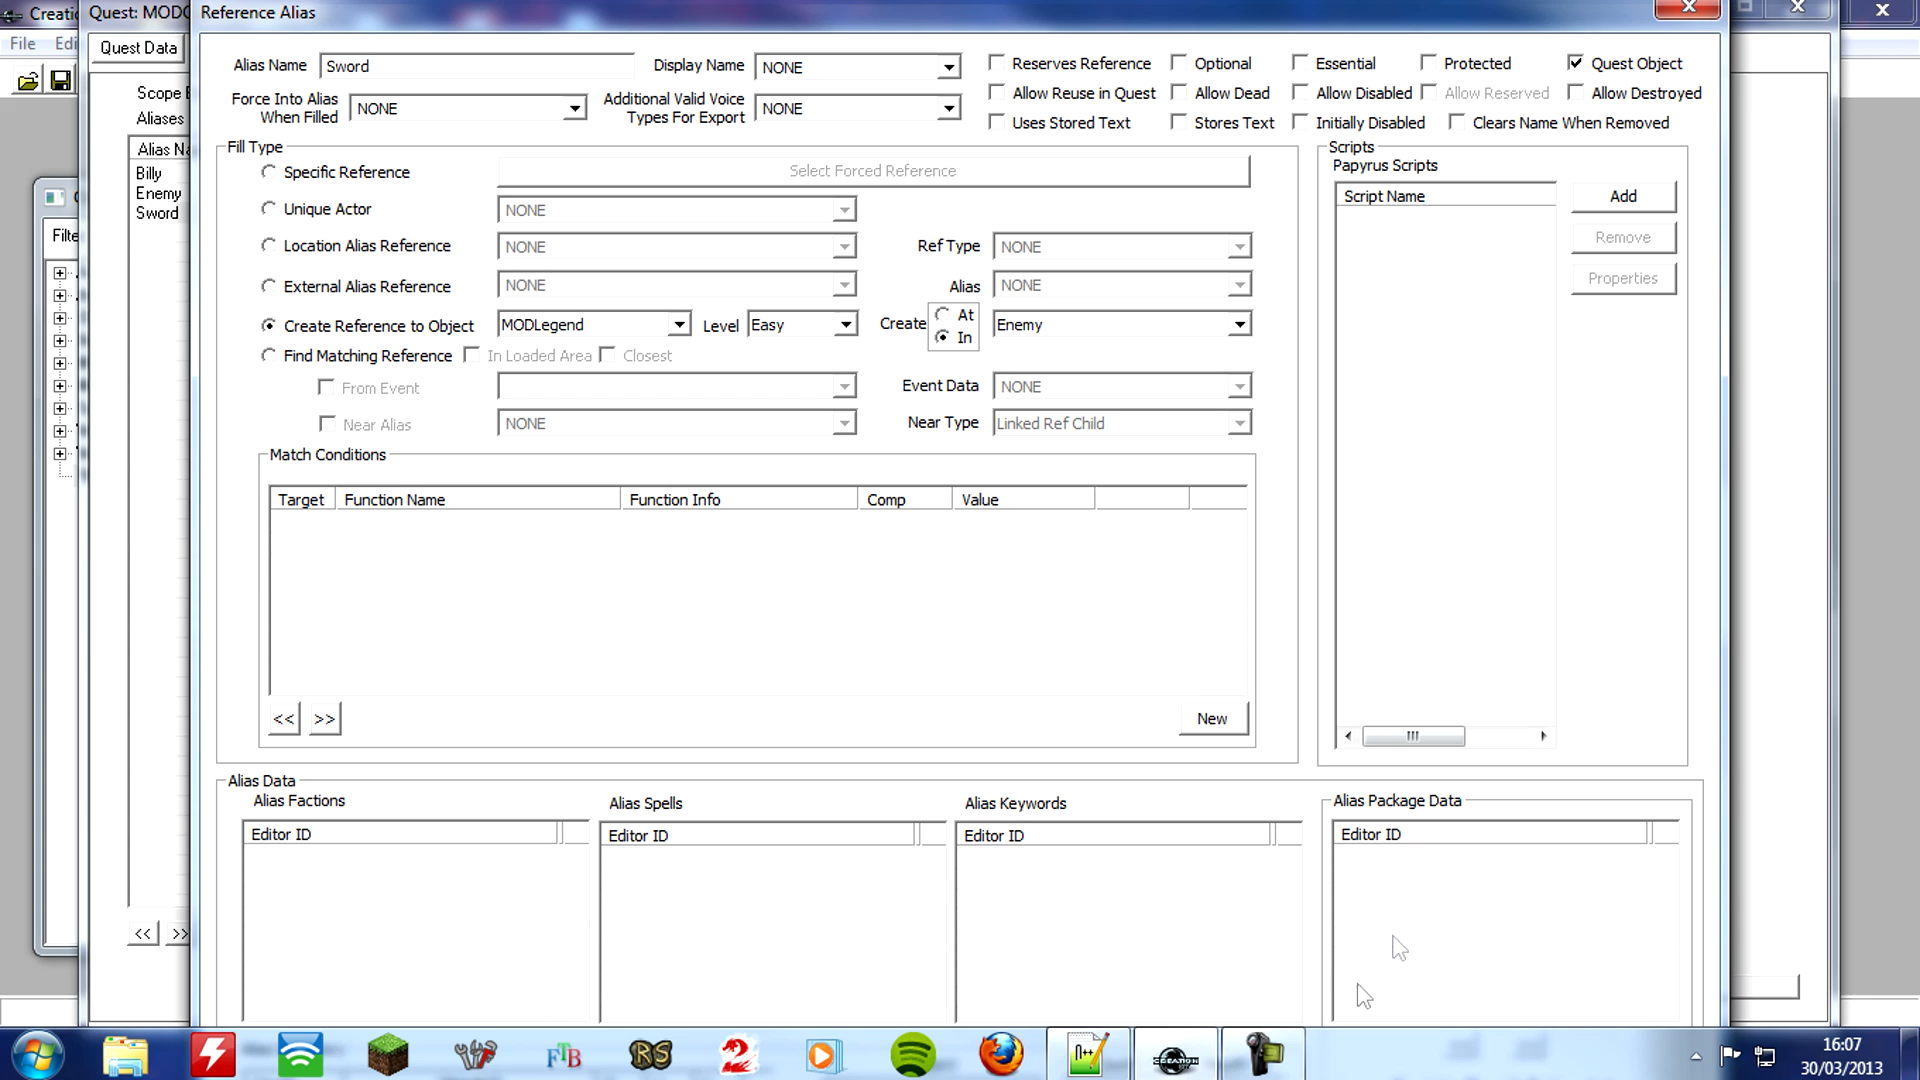 Creatio
Quest: MODC
Reference Alias
File Edi
Quest Data
Scope E
Aliases
Alias Na
Billy
Enemy
Sword
Filte
<< >>
Alias Name Sword Display Name NONE
Force Into Alias When Filled NONE Additional Valid Voice Types For Export NONE
Reserves Reference Optional Essential Protected Quest Object
Allow Reuse in Quest Allow Dead Allow Disabled Allow Reserved Allow Destroyed
Uses Stored Text Stores Text Initially Disabled Clears Name When Removed
Fill Type
Specific Reference Select Forced Reference
Unique Actor NONE
Location Alias Reference NONE Ref Type NONE
External Alias Reference NONE Alias NONE
Create Reference to Object MODLegend Level Easy Create At In Enemy
Find Matching Reference In Loaded Area Closest
From Event Event Data NONE
Near Alias NONE Near Type Linked Ref Child
Match Conditions
Target Function Name Function Info Comp Value
<< >> New
Scripts
Papyrus Scripts
Script Name
Add
Remove
Properties
Alias Data
Alias Factions Alias Spells Alias Keywords Alias Package Data
Editor ID Editor ID Editor ID Editor ID
FTB
RS
2
n++
CREATION
16:07
30/03/2013